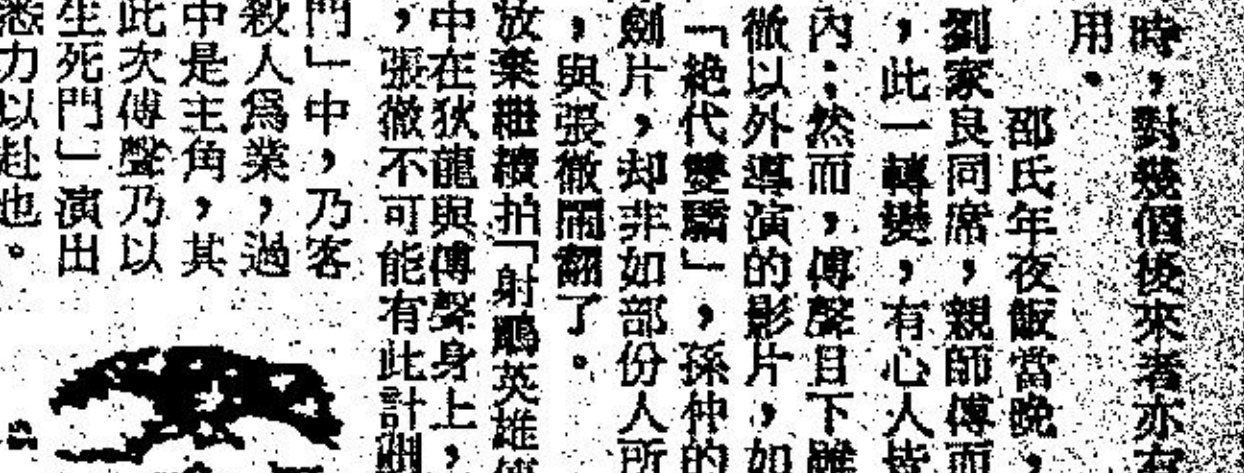 時，對幾個後來者亦有
用。
邵氏年夜飯當晚，
劉家良同席，親師傅而
，此一轉變，有心人皆
內；然而，傅聲且下雖
徹以外導演的影片，如
「絕代雙驕」，孫仲的
劍片，却非如部份人所
，與張徹鬧翻了。
放棄繼續拍「射鵰英雄傳
中在狄龍與傅聲身上，
，張徹不可能有此計劃
門」中，乃客
殺人爲業，過
中是主角，其
此次傅聲乃以
生死門」演出
悉力以赴也。